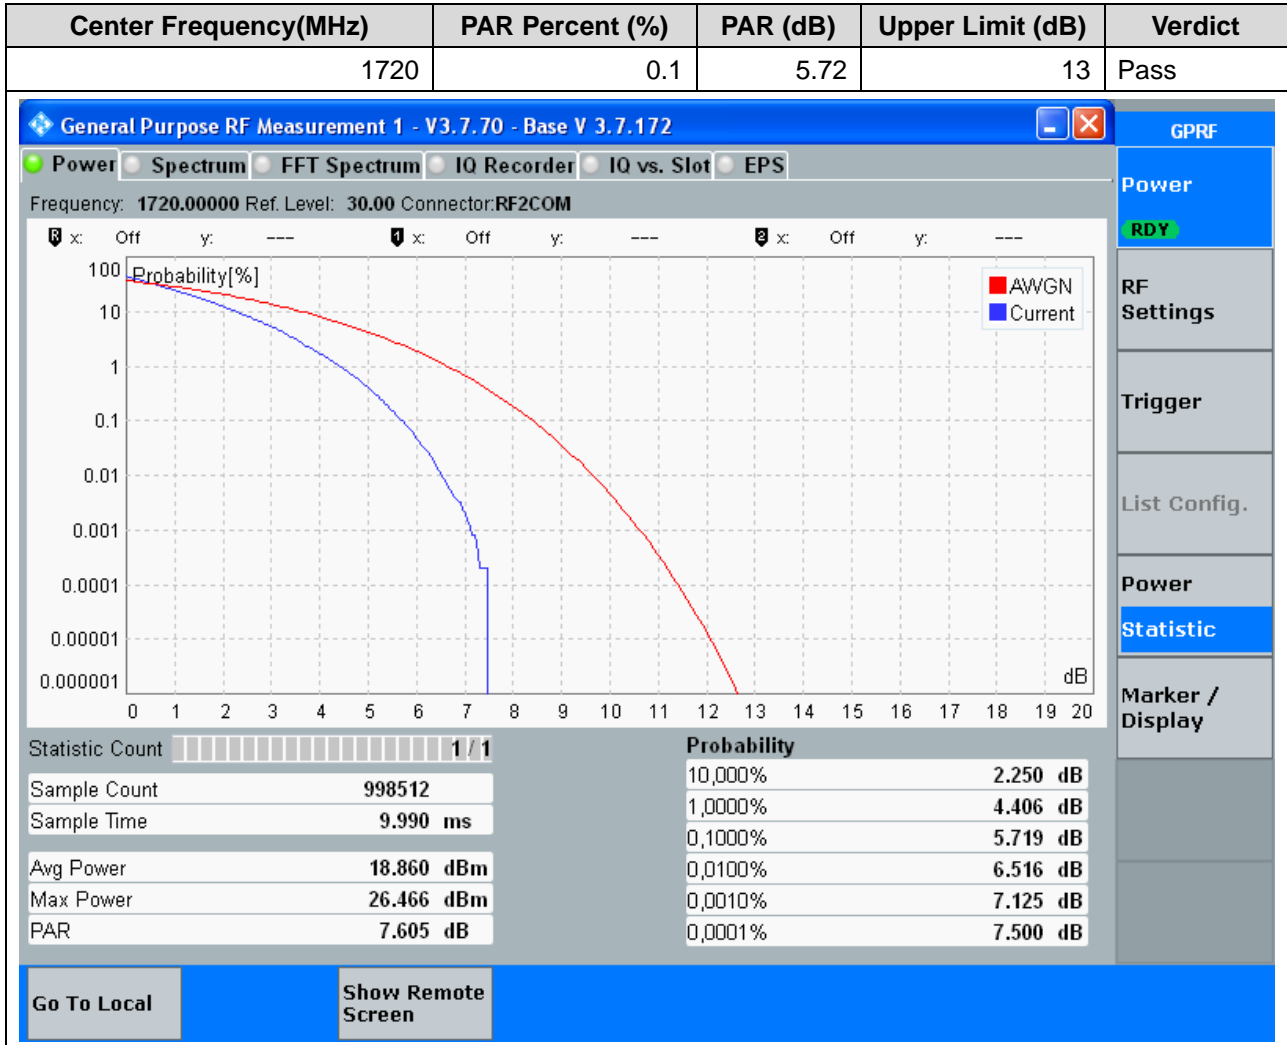 Center Frequency(MHz) PAR Percent (%) PAR (dB) Upper Limit (dB) Verdict
1720 0.1 5.72 13 Pass
General Purpose RF Measurement 1 - V3.7.70 - Base V 3.7.172
GPRF
Power Spectrum FFT Spectrum IQ Recorder IQ vs. Slot EPS
Frequency: 1720.00000 Ref. Level: 30.00 Connector:RF2COM
R x: Off y: --- 1 x: Off y: --- 2 x: Off y: ---
Probability[%]
AWGN
Current
100
10
1
0.1
0.01
0.001
0.0001
0.00001
0.000001
dB
0 1 2 3 4 5 6 7 8 9 10 11 12 13 14 15 16 17 18 19 20
Statistic Count 1 / 1
Sample Count 998512
Sample Time 9.990 ms
Avg Power 18.860 dBm
Max Power 26.466 dBm
PAR 7.605 dB
Probability
10,000% 2.250 dB
1,0000% 4.406 dB
0,1000% 5.719 dB
0,0100% 6.516 dB
0,0010% 7.125 dB
0,0001% 7.500 dB
Power
RDY
RF
Settings
Trigger
List Config.
Power
Statistic
Marker /
Display
Go To Local
Show Remote
Screen